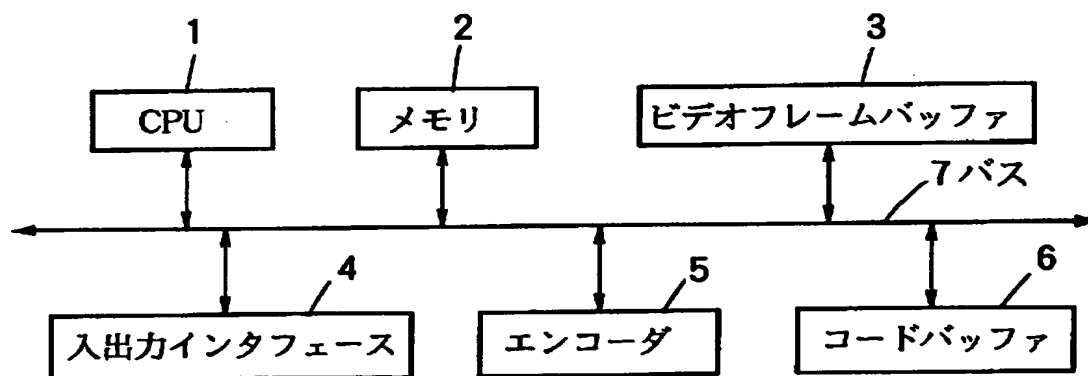 1
2
3
CPU
メモリ
ビデオフレームバッファ
7バス
4
5
6
入出力インタフェース
エンコーダ
コードバッファ